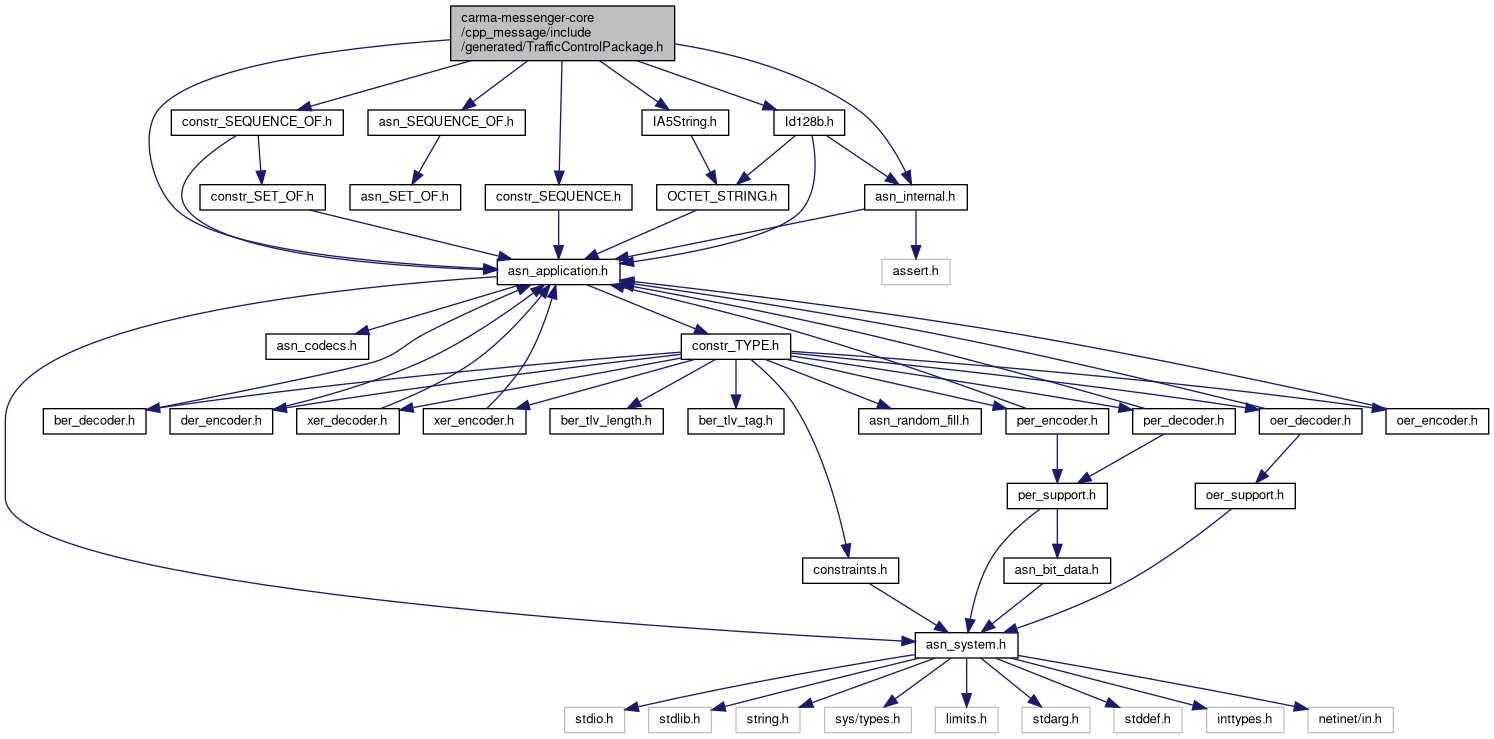 carma-messenger-core
/cpp_message/include
/generated/TrafficControlPackage.h
constr_SEQUENCE_OF.h
asn_SEQUENCE_OF.h
IA5String.h
Id128b.h
constr_SET_OF.h
asn_SET_OF.h
constr_SEQUENCE.h
OCTET_STRING.h
asn_internal.h
asn_application.h
assert.h
asn_codecs.h
constr_TYPE.h
ber_decoder.h
der_encoder.h
xer_decoder.h
xer_encoder.h
ber_tlv_length.h
ber_tlv_tag.h
asn_random_fill.h
per_encoder.h
per_decoder.h
oer_decoder.h
oer_encoder.h
per_support.h
oer_support.h
constraints.h
asn_bit_data.h
asn_system.h
stdio.h
stdlib.h
string.h
sys/types.h
limits.h
stdarg.h
stddef.h
inttypes.h
netinet/in.h